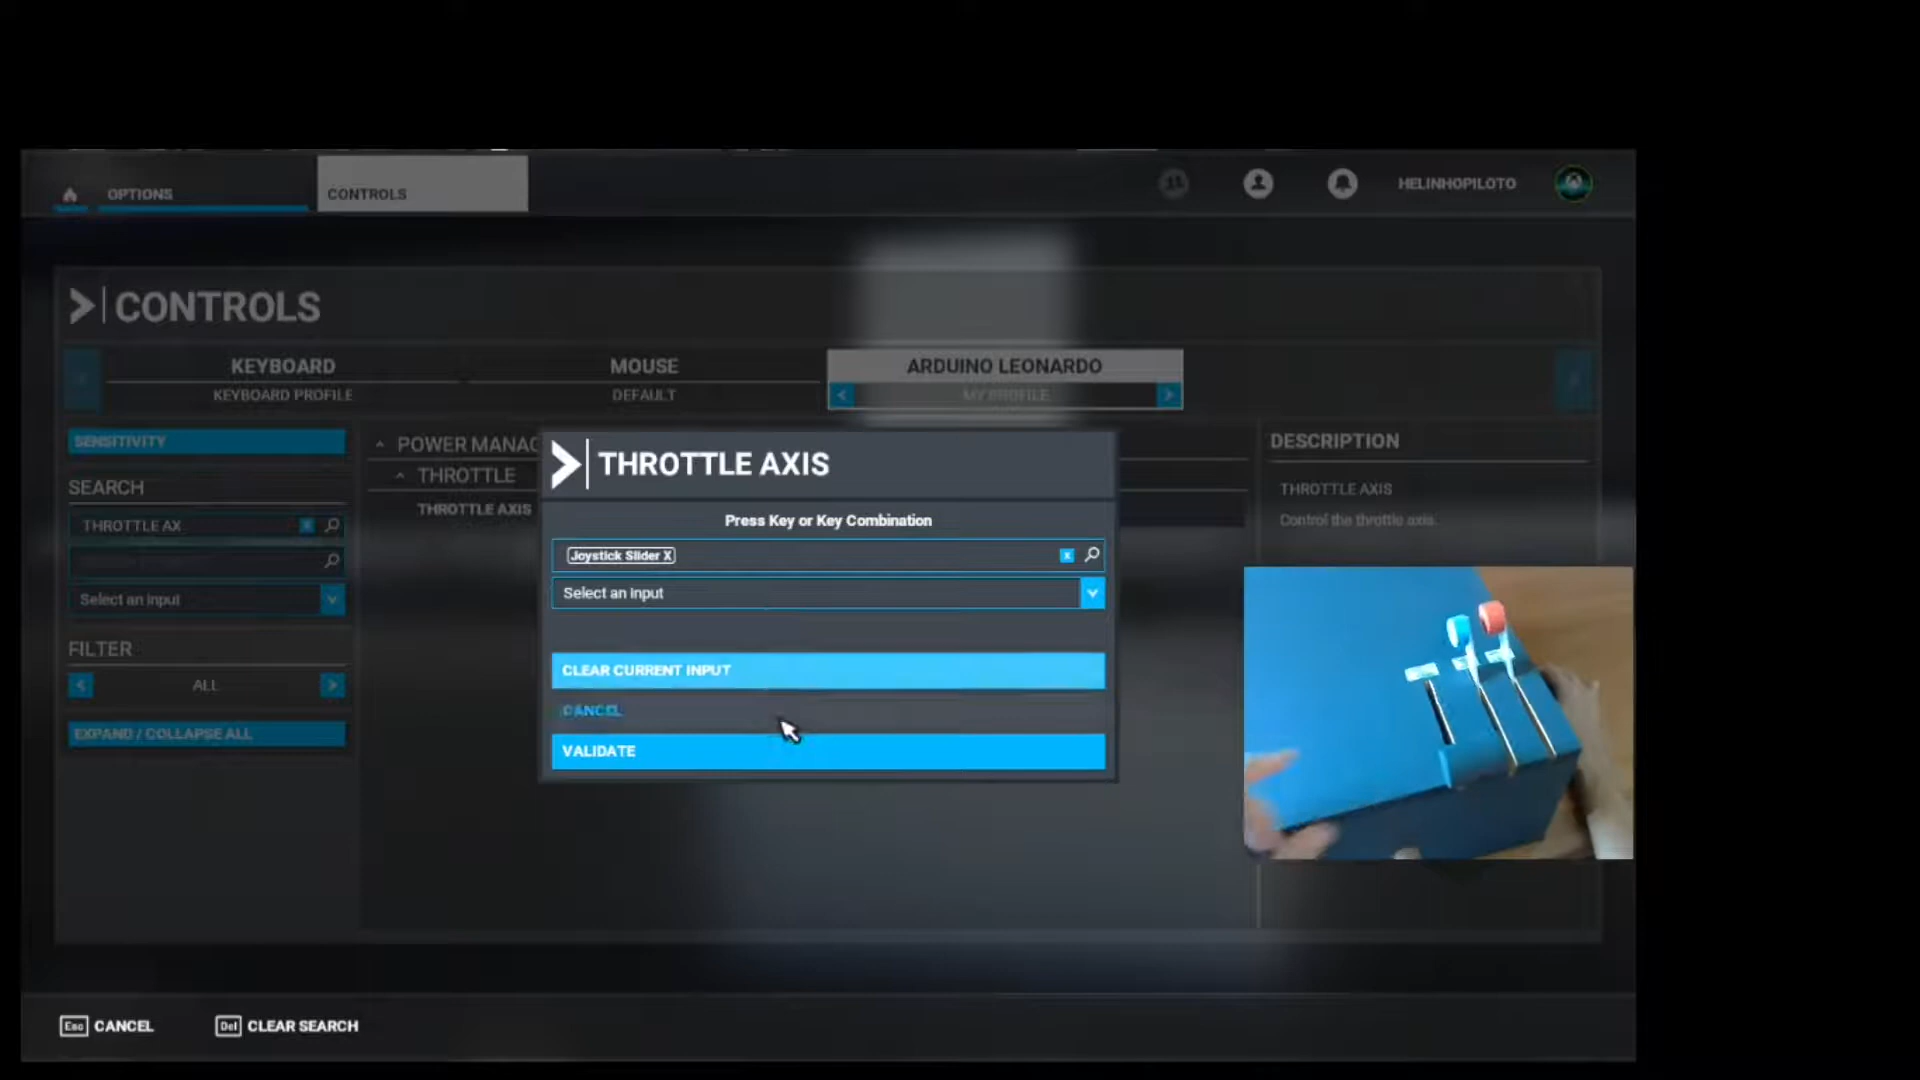 OPTIONS
CONTROLS
HELINHOPILOTO
CONTROLS
KEYBOARD
KEYBOARD PROFILE
MOUSE
DEFAULT
ARDUINO LEONARDO
MY PROFILE
SENSITIVITY
SEARCH
THROTTLE AX
Select an input
FILTER
ALL
EXPAND / COLLAPSE ALL
POWER MANAG
THROTTLE
THROTTLE AXIS
THROTTLE AXIS
Press Key or Key Combination
Joystick Slider X
Select an input
CLEAR CURRENT INPUT
CANCEL
VALIDATE
DESCRIPTION
THROTTLE AXIS
Control the throttle axis.
Esc CANCEL
Del CLEAR SEARCH